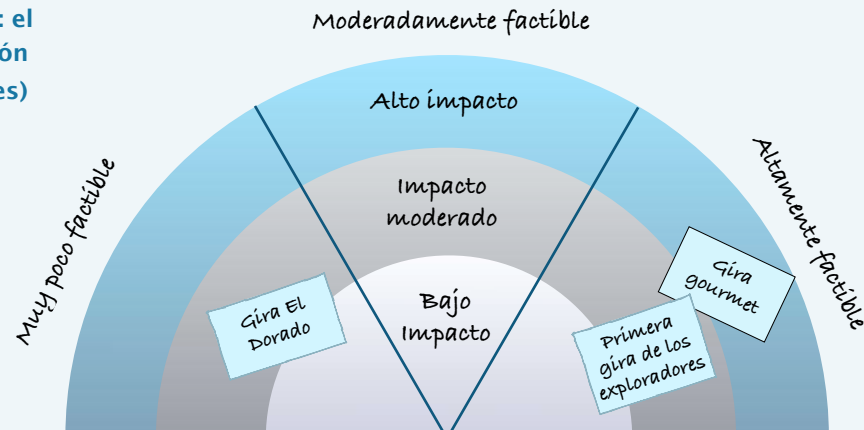 : el
ón
es)
Moderadamente factible
Alto impacto
Muy poco factible
Impacto
moderado
Altamente factible
Gira
gourmet
Gira El
Dorado
Bajo
Impacto
Primera
gira de los
exploradores